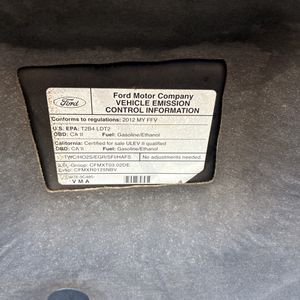 Ford
Ford Motor Company
VEHICLE EMISSION
CONTROL INFORMATION
Conforms to regulations: 2012 MY FFV
U.S. EPA: T2B4 LDT2
OBD: CA II Fuel: Gasoline/Ethanol
California: Certified for sale ULEV II qualified
OBD: CA II Fuel: Gasoline/Ethanol
TWC/HO2S/EGR/SFI/HAFS No adjustments needed.
Group: CFMXT03.02DE
Evap: CFMXR0125NBV
V M A